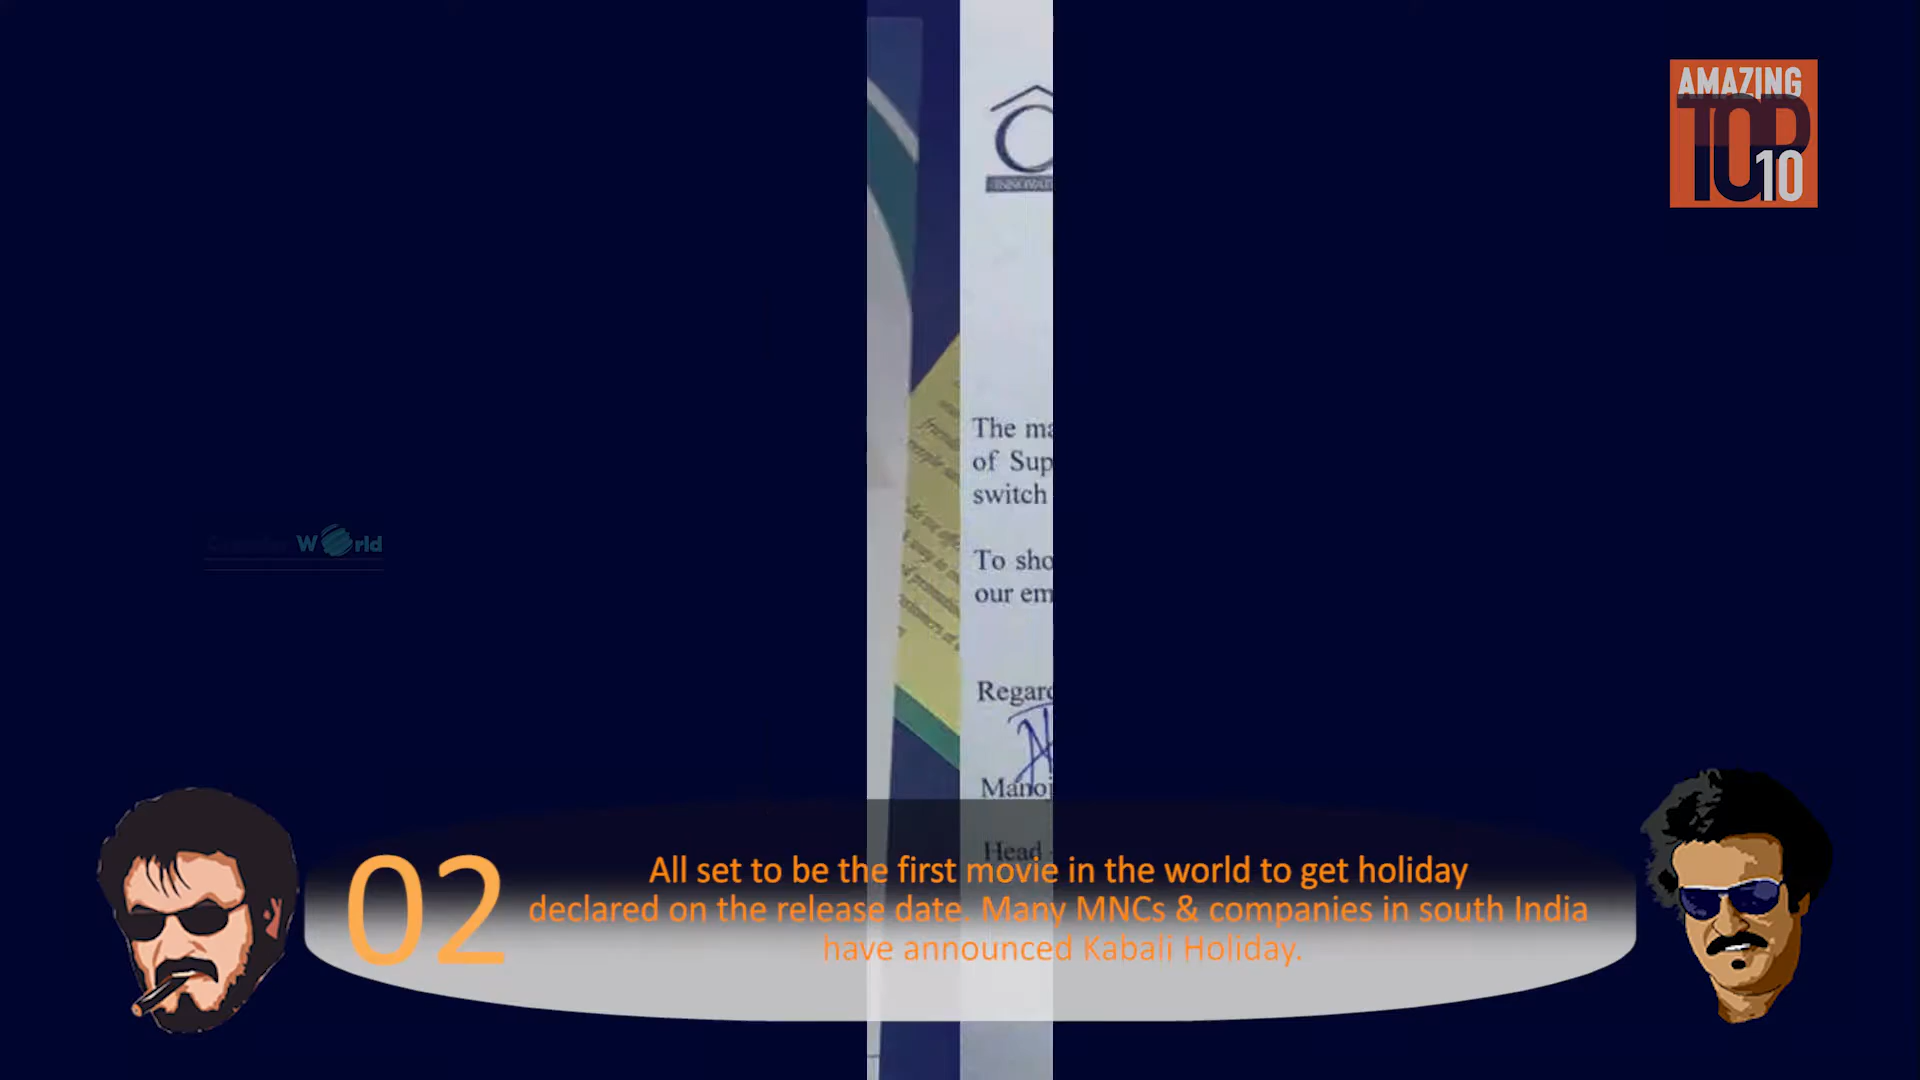 AMAZING
TOP
10
The
of Sup
switch
To sho
our em
Regard
Manoj
Head
World
02
All set to be the first movie in the world to get holiday
declared on the release date. Many MNCs & companies in south India
have announced Kabali Holiday.